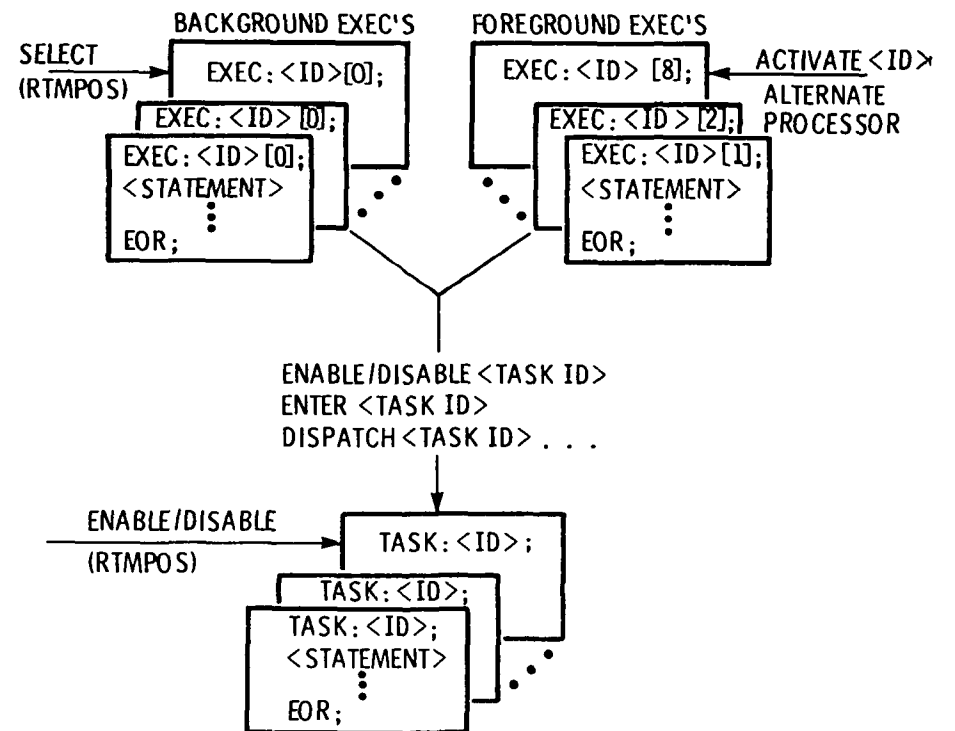 BACKGROUND EXEC'S
FOREGROUND EXEC'S
SELECT
(RTMPOS)
EXEC:<ID>[0];
EXEC:<ID>[0];
EXEC:<ID>[0];
<STATEMENT>
EOR;
EXEC:<ID> [8];
EXEC:<ID>[2];
EXEC:<ID>[1];
<STATEMENT>
EOR;
ACTIVATE<ID>
ALTERNATE
PROCESSOR
ENABLE/DISABLE<TASK ID>
ENTER <TASK ID>
DISPATCH<TASK ID> . . .
ENABLE/DISABLE
(RTMPOS)
TASK:<ID>;
TASK:<ID>;
TASK:<ID>;
<STATEMENT>
EOR;